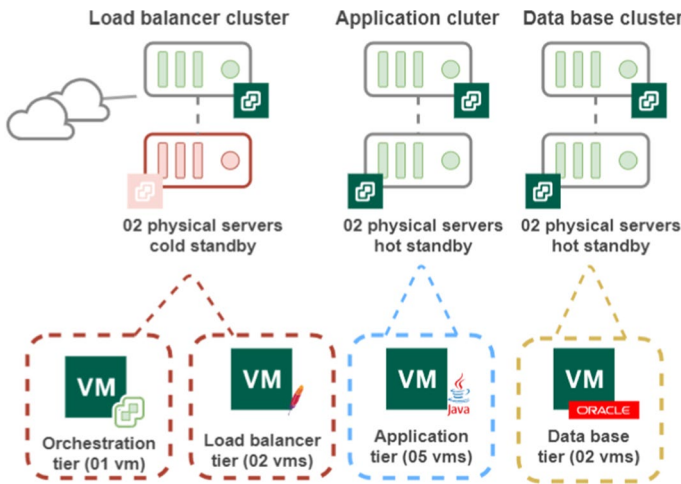 Load balancer cluster
Application cluter
Data base cluster
02 physical servers
cold standby
02 physical servers
hot standby
02 physical servers
hot standby
VM
Orchestration
tier (01 vm)
VM
Load balancer
tier (02 vms)
VM
Java
Application
tier (05 vms)
VM
ORACLE
Data base
tier (02 vms)